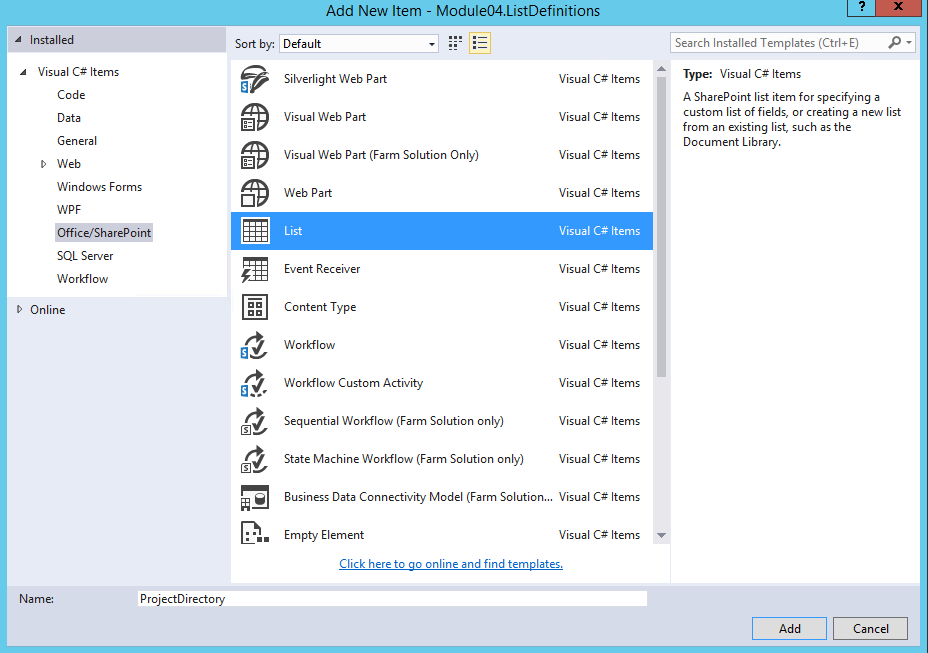 Add New Item - Module04.ListDefinitions
? X
Installed
Sort by: Default
Search Installed Templates (Ctrl+E)
Visual C# Items
Code
Data
General
Web
Windows Forms
WPF
Office/SharePoint
SQL Server
Workflow
Online
Silverlight Web Part Visual C# Items
Visual Web Part Visual C# Items
Visual Web Part (Farm Solution Only) Visual C# Items
Web Part Visual C# Items
List Visual C# Items
Event Receiver Visual C# Items
Content Type Visual C# Items
Workflow Visual C# Items
Workflow Custom Activity Visual C# Items
Sequential Workflow (Farm Solution only) Visual C# Items
State Machine Workflow (Farm Solution only) Visual C# Items
Business Data Connectivity Model (Farm Solution... Visual C# Items
Empty Element Visual C# Items
Click here to go online and find templates.
Type: Visual C# Items
A SharePoint list item for specifying a
custom list of fields, or creating a new list
from an existing list, such as the
Document Library.
Name: ProjectDirectory
Add Cancel